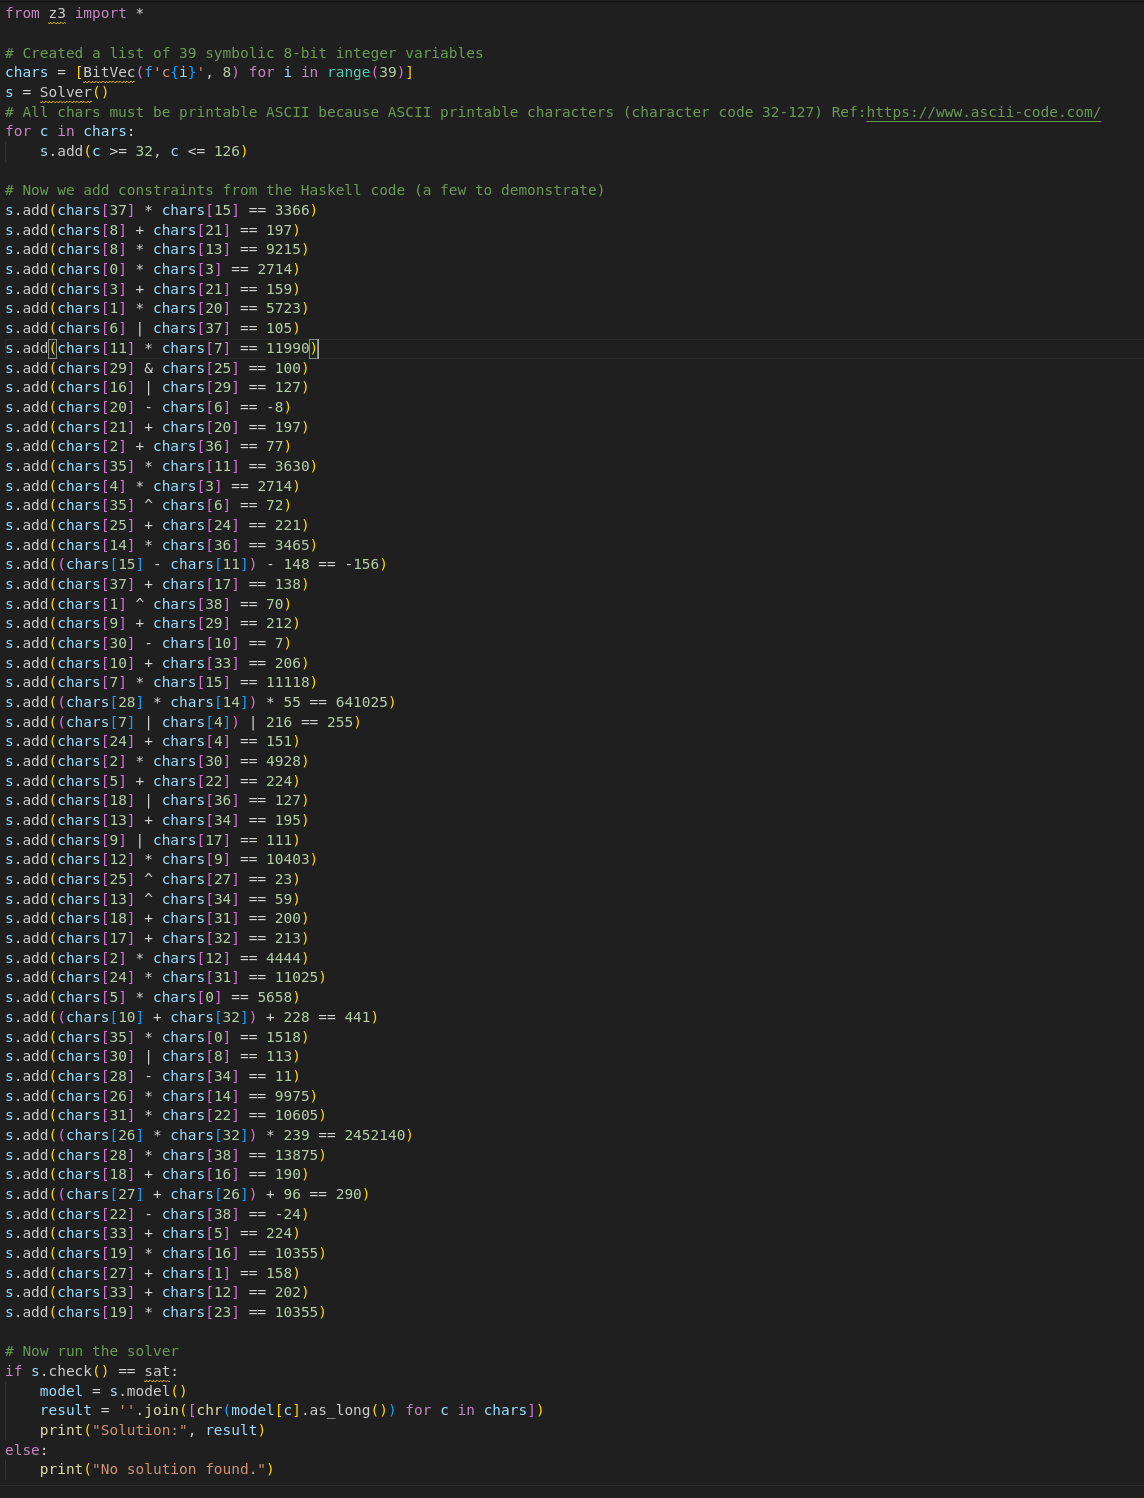 from z3 import *

# Created a list of 39 symbolic 8-bit integer variables
chars = [BitVec(f'c{i}', 8) for i in range(39)]
s = Solver()
# All chars must be printable ASCII because ASCII printable characters (character code 32-127) Ref:https://www.ascii-code.com/
for c in chars:
    s.add(c >= 32, c <= 126)

# Now we add constraints from the Haskell code (a few to demonstrate)
s.add(chars[37] * chars[15] == 3366)
s.add(chars[8] + chars[21] == 197)
s.add(chars[8] * chars[13] == 9215)
s.add(chars[0] * chars[3] == 2714)
s.add(chars[3] + chars[21] == 159)
s.add(chars[1] * chars[20] == 5723)
s.add(chars[6] | chars[37] == 105)
s.add(chars[11] * chars[7] == 11990)
s.add(chars[29] & chars[25] == 100)
s.add(chars[16] | chars[29] == 127)
s.add(chars[20] - chars[6] == -8)
s.add(chars[21] + chars[20] == 197)
s.add(chars[2] + chars[36] == 77)
s.add(chars[35] * chars[11] == 3630)
s.add(chars[4] * chars[3] == 2714)
s.add(chars[35] ^ chars[6] == 72)
s.add(chars[25] + chars[24] == 221)
s.add(chars[14] * chars[36] == 3465)
s.add((chars[15] - chars[11]) - 148 == -156)
s.add(chars[37] + chars[17] == 138)
s.add(chars[1] ^ chars[38] == 70)
s.add(chars[9] + chars[29] == 212)
s.add(chars[30] - chars[10] == 7)
s.add(chars[10] + chars[33] == 206)
s.add(chars[7] * chars[15] == 11118)
s.add((chars[28] * chars[14]) * 55 == 641025)
s.add((chars[7] | chars[4]) | 216 == 255)
s.add(chars[24] + chars[4] == 151)
s.add(chars[2] * chars[30] == 4928)
s.add(chars[5] + chars[22] == 224)
s.add(chars[18] | chars[36] == 127)
s.add(chars[13] + chars[34] == 195)
s.add(chars[9] | chars[17] == 111)
s.add(chars[12] * chars[9] == 10403)
s.add(chars[25] ^ chars[27] == 23)
s.add(chars[13] ^ chars[34] == 59)
s.add(chars[18] + chars[31] == 200)
s.add(chars[17] + chars[32] == 213)
s.add(chars[2] * chars[12] == 4444)
s.add(chars[24] * chars[31] == 11025)
s.add(chars[5] * chars[0] == 5658)
s.add((chars[10] + chars[32]) + 228 == 441)
s.add(chars[35] * chars[0] == 1518)
s.add(chars[30] | chars[8] == 113)
s.add(chars[28] - chars[34] == 11)
s.add(chars[26] * chars[14] == 9975)
s.add(chars[31] * chars[22] == 10605)
s.add((chars[26] * chars[32]) * 239 == 2452140)
s.add(chars[28] * chars[38] == 13875)
s.add(chars[18] + chars[16] == 190)
s.add((chars[27] + chars[26]) + 96 == 290)
s.add(chars[22] - chars[38] == -24)
s.add(chars[33] + chars[5] == 224)
s.add(chars[19] * chars[16] == 10355)
s.add(chars[27] + chars[1] == 158)
s.add(chars[33] + chars[12] == 202)
s.add(chars[19] * chars[23] == 10355)

# Now run the solver
if s.check() == sat:
    model = s.model()
    result = ''.join([chr(model[c].as_long()) for c in chars])
    print("Solution:", result)
else:
    print("No solution found.")